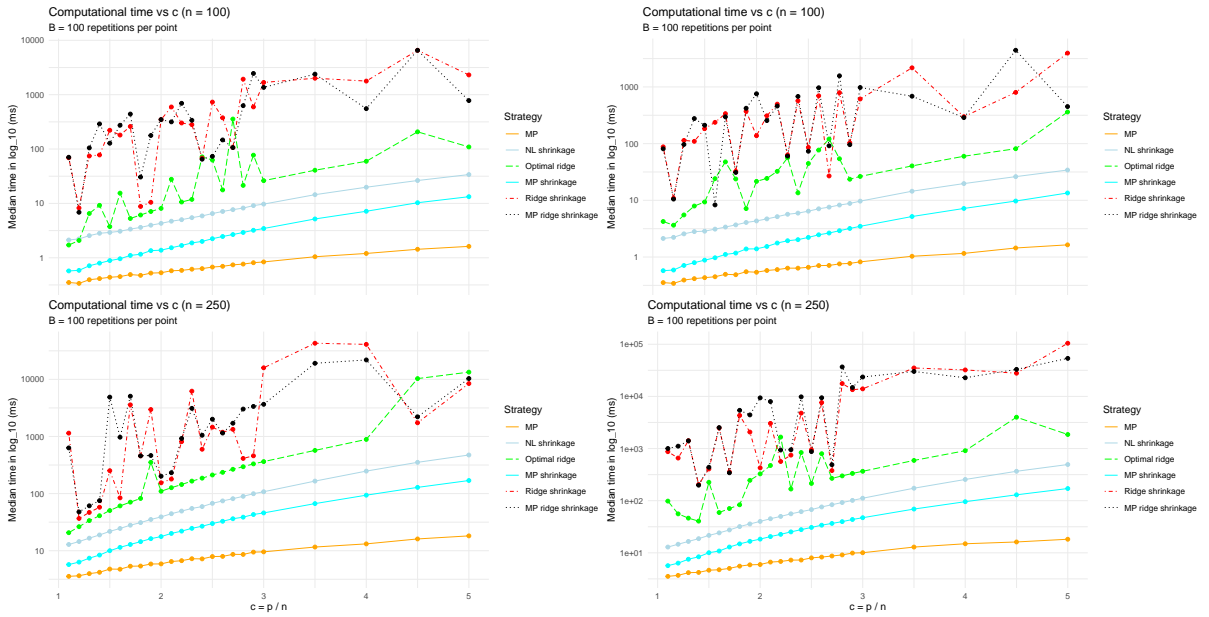 Computational time vs c (n = 100)
B = 100 repetitions per point
Median time in log_10 (ms)
10000
1000
100
10
1
Strategy
MP
NL shrinkage
Optimal ridge
MP shrinkage
Ridge shrinkage
MP ridge shrinkage
Computational time vs c (n = 100)
B = 100 repetitions per point
Median time in log_10 (ms)
1000
100
10
1
Strategy
MP
NL shrinkage
Optimal ridge
MP shrinkage
Ridge shrinkage
MP ridge shrinkage
Computational time vs c (n = 250)
B = 100 repetitions per point
Median time in log_10 (ms)
10000
1000
100
10
1
2
3
4
5
c = p / n
Strategy
MP
NL shrinkage
Optimal ridge
MP shrinkage
Ridge shrinkage
MP ridge shrinkage
Computational time vs c (n = 250)
B = 100 repetitions per point
Median time in log_10 (ms)
1e+05
1e+04
1e+03
1e+02
1e+01
1
2
3
4
5
c = p / n
Strategy
MP
NL shrinkage
Optimal ridge
MP shrinkage
Ridge shrinkage
MP ridge shrinkage